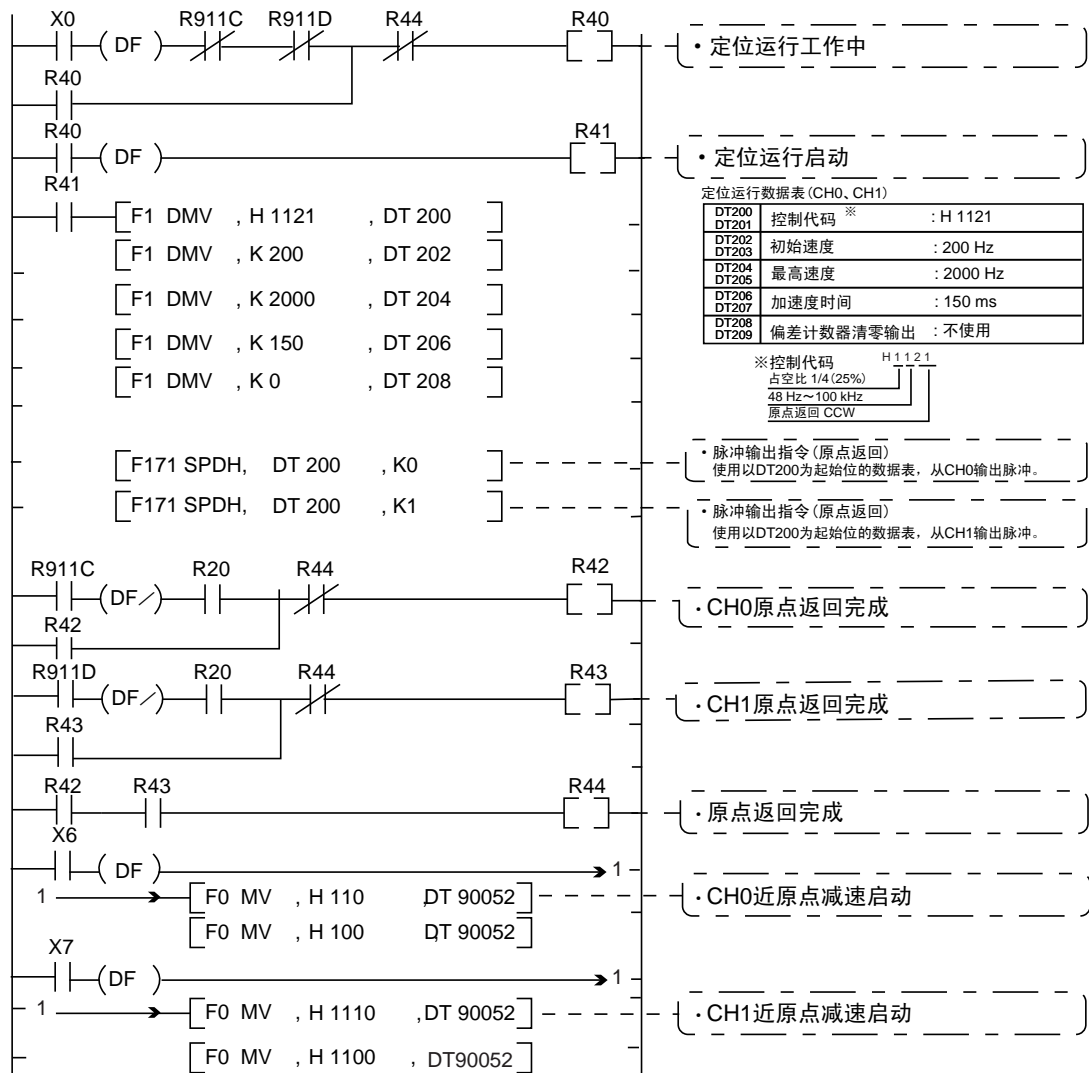 X0 R911C R911D R44 R40
( DF )
・定位运行工作中
R40
R40 R41
( DF )
・定位运行启动
R41
定位运行数据表(CH0、CH1)
F1 DMV , H 1121 , DT 200
DT200
DT201 控制代码 ※ : H 1121
F1 DMV , K 200 , DT 202
DT202
DT203 初始速度 : 200 Hz
F1 DMV , K 2000 , DT 204
DT204
DT205 最高速度 : 2000 Hz
F1 DMV , K 150 , DT 206
DT206
DT207 加速度时间 : 150 ms
F1 DMV , K 0 , DT 208
DT208
DT209 偏差计数器清零输出 : 不使用
※控制代码 H 1 1 2 1
占空比 1/4(25%)
48 Hz～100 kHz
原点返回 CCW
F171 SPDH, DT 200 , K0
・脉冲输出指令(原点返回)
使用以DT200为起始位的数据表，从CH0输出脉冲。
F171 SPDH, DT 200 , K1
・脉冲输出指令(原点返回)
使用以DT200为起始位的数据表，从CH1输出脉冲。
R911C R20 R44 R42
(DF/)
・CH0原点返回完成
R42
R911D R20 R44 R43
(DF/)
・CH1原点返回完成
R43
R42 R43 R44
・原点返回完成
X6
( DF ) 1
1 F0 MV , H 110 ,DT 90052
・CH0近原点减速启动
F0 MV , H 100 , DT 90052
X7
(DF ) 1
1 F0 MV , H 1110 ,DT 90052
・CH1近原点减速启动
F0 MV , H 1100 , DT90052